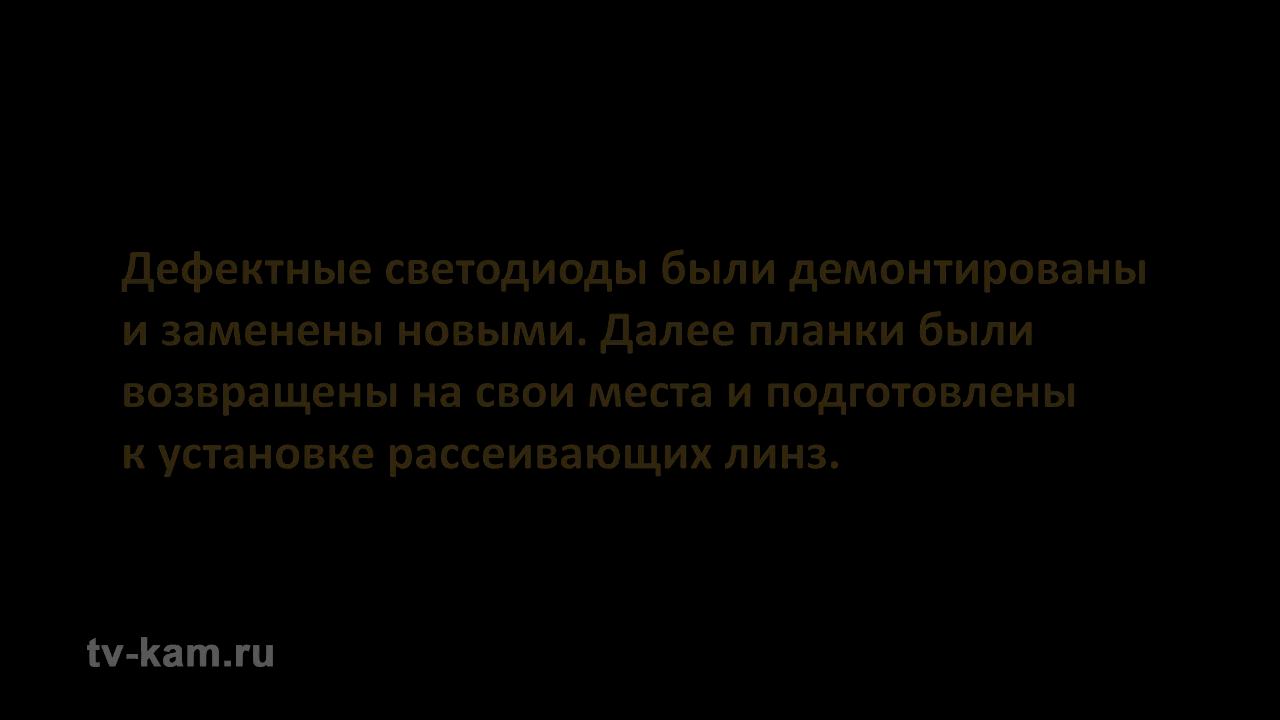 Дефектные светодиоды были демонтированы
и заменены новыми. Далее планки были
возвращены на свои места и подготовлены
к установке рассеивающих линз.
tv-kam.ru